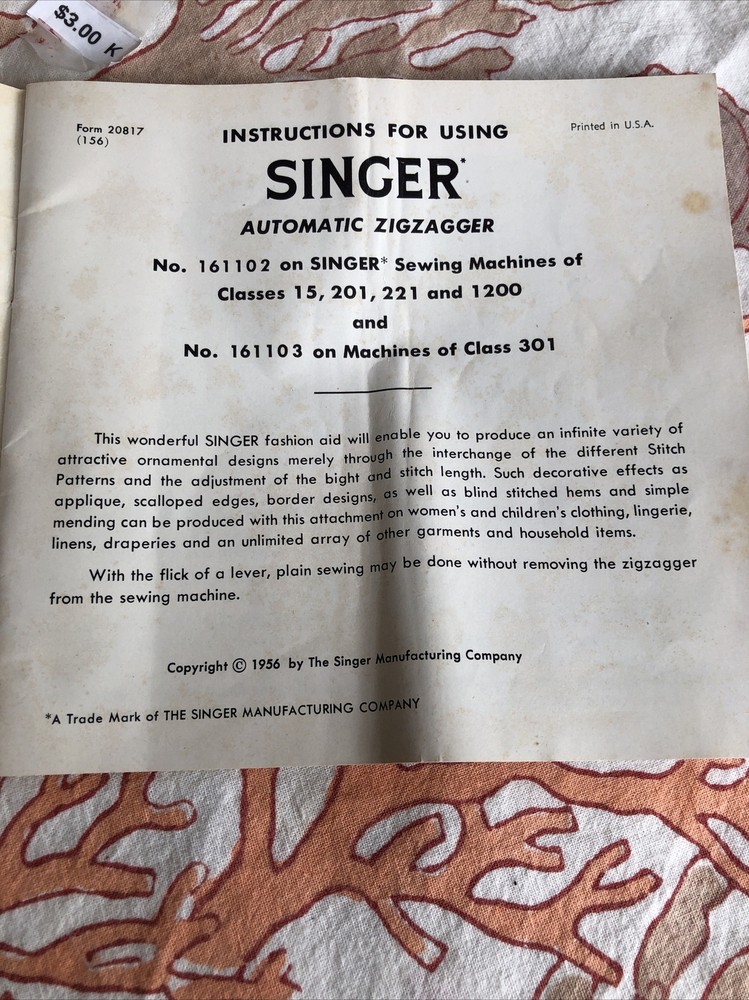 $3.00 K
Form 20817
(156)
INSTRUCTIONS FOR USING
Printed in U.S.A.
SINGER*
AUTOMATIC ZIGZAGGER
No. 161102 on SINGER* Sewing Machines of
Classes 15, 201, 221 and 1200
and
No. 161103 on Machines of Class 301
This wonderful SINGER fashion aid will enable you to produce an infinite variety of
attractive ornamental designs merely through the interchange of the different Stitch
Patterns and the adjustment of the bight and stitch length. Such decorative effects as
applique, scalloped edges, border designs, as well as blind stitched hems and simple
mending can be produced with this attachment on women's and children's clothing, lingerie,
linens, draperies and an unlimited array of other garments and household items.
With the flick of a lever, plain sewing may be done without removing the zigzagger
from the sewing machine.
Copyright © 1956 by The Singer Manufacturing Company
*A Trade Mark of THE SINGER MANUFACTURING COMPANY